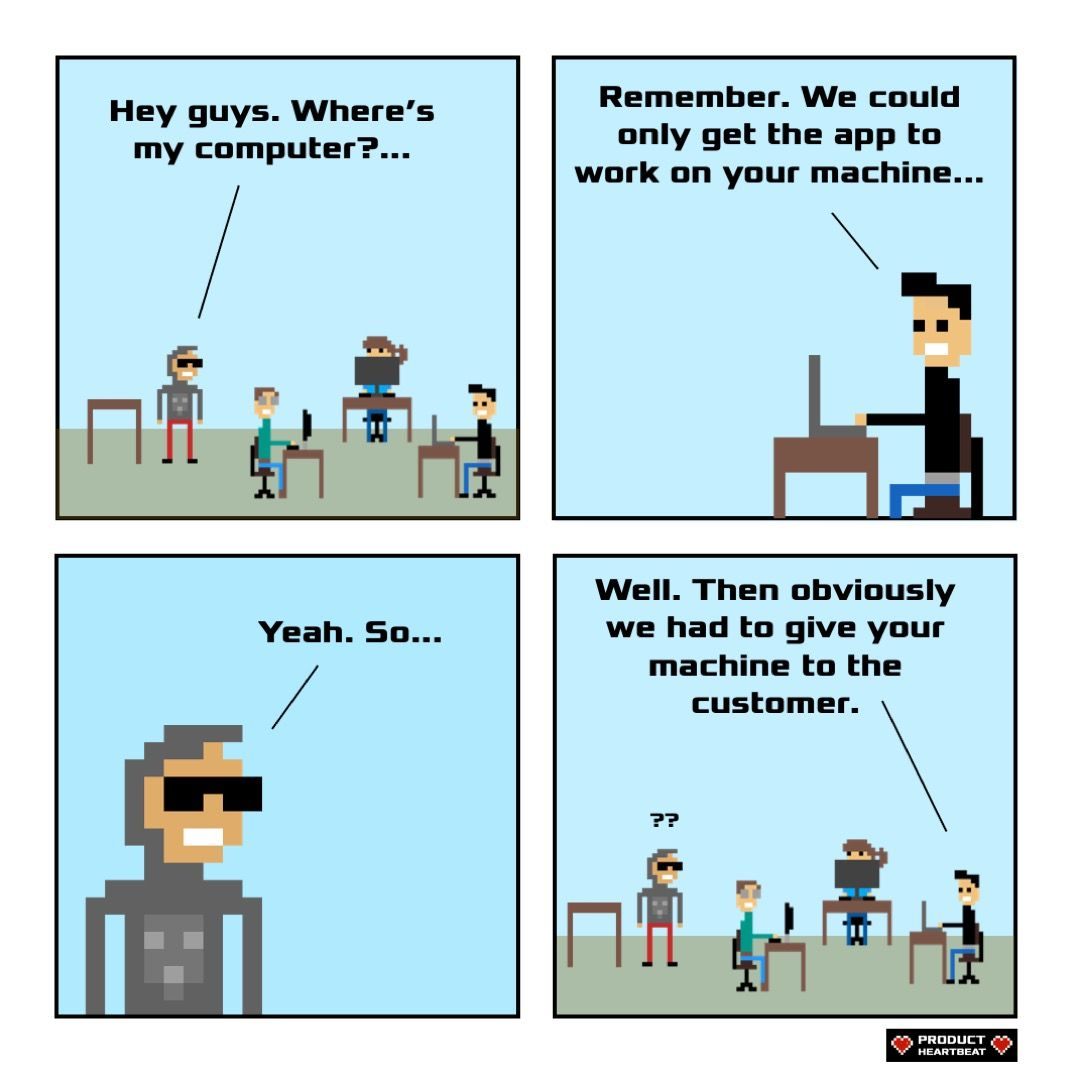 Hey guys. Where's
my computer?...
Remember. We could
only get the app to
work on your machine...
Yeah. So...
Well. Then obviously
we had to give your
machine to the
customer.
??
PRODUCT
HEARTBEAT